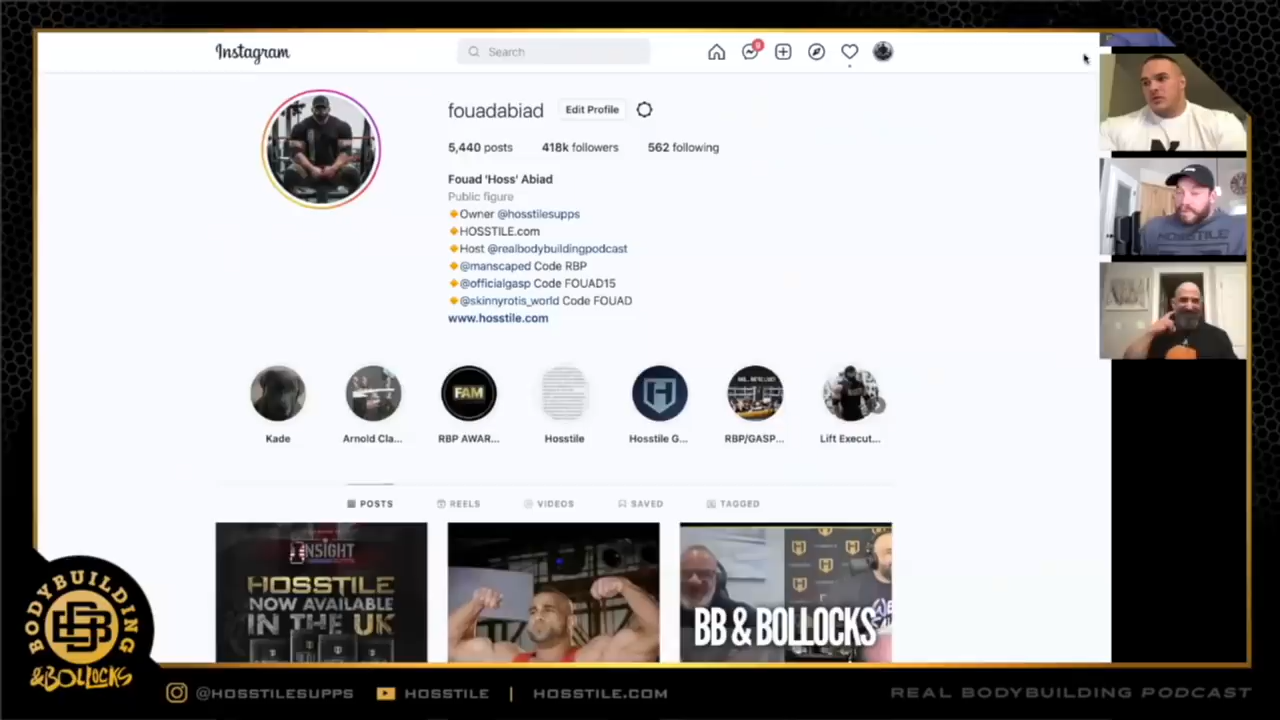 Instagram
Search
9
fouadabiad
Edit Profile
5,440 posts 418k followers 562 following
Fouad 'Hoss' Abiad
Public figure
Owner @hosstilesupps
HOSSTILE.com
Host @realbodybuildingpodcast
@manscaped Code RBP
@officialgasp Code FOUAD15
@skinnyrotis_world Code FOUAD
www.hosstile.com
FAM
Kade
Arnold Cla...
RBP AWAR...
Hosstile
Hosstile G...
RBP/GASP...
Lift Execut...
POSTS
REELS
VIDEOS
SAVED
TAGGED
INSIGHT
HOSSTILE
NOW AVAILABLE
IN THE UK
BB & BOLLOCKS
HOSSTILE
BODYBUILDING
& BOLLOCKS
@HOSSTILESUPPS
HOSSTILE
|
HOSSTILE.COM
REAL BODYBUILDING PODCAST